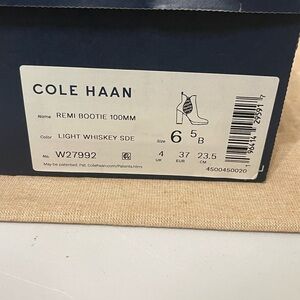 COLE HAAN
Name REMI BOOTIE 100MM
Color LIGHT WHISKEY SDE
Size 6 5 B
No W27992
4 37 23.5
UK EUR CM
May be patented. Pat. ColeHaan.com/Patents.htm
4500450020